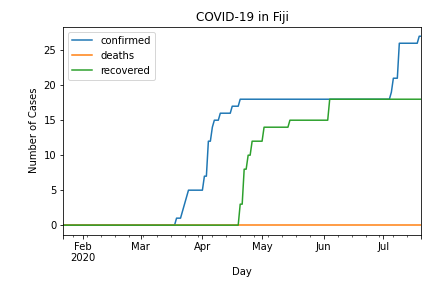 COVID-19 in Fiji
confirmed
deaths
recovered
Number of Cases
25
20
15
10
5
0
Feb Mar Apr May Jun Jul
2020
Day